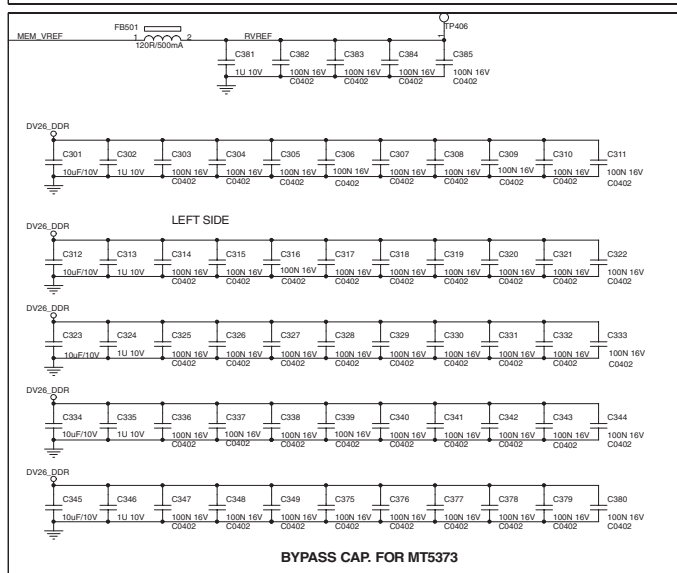 FB501
TP406
MEM_VREF 1 2 RVREF 1
120R/500mA
C381 C382 C383 C384 C385
1U 10V 100N 16V 100N 16V 100N 16V 100N 16V
C0402 C0402 C0402 C0402
DV26_DDR
C301 C302 C303 C304 C305 C306 C307 C308 C309 C310 C311
10uF/10V 1U 10V 100N 16V 100N 16V 100N 16V 100N 16V 100N 16V 100N 16V 100N 16V 100N 16V 100N 16V
C0402 C0402 C0402 C0402 C0402 C0402 C0402 C0402 C0402
LEFT SIDE
DV26_DDR
C312 C313 C314 C315 C316 C317 C318 C319 C320 C321 C322
10uF/10V 1U 10V 100N 16V 100N 16V 100N 16V 100N 16V 100N 16V 100N 16V 100N 16V 100N 16V 100N 16V
C0402 C0402 C0402 C0402 C0402 C0402 C0402 C0402 C0402
DV26_DDR
C323 C324 C325 C326 C327 C328 C329 C330 C331 C332 C333
10uF/10V 1U 10V 100N 16V 100N 16V 100N 16V 100N 16V 100N 16V 100N 16V 100N 16V 100N 16V 100N 16V
C0402 C0402 C0402 C0402 C0402 C0402 C0402 C0402 C0402
DV26_DDR
C334 C335 C336 C337 C338 C339 C340 C341 C342 C343 C344
10uF/10V 1U 10V 100N 16V 100N 16V 100N 16V 100N 16V 100N 16V 100N 16V 100N 16V 100N 16V 100N 16V
C0402 C0402 C0402 C0402 C0402 C0402 C0402 C0402 C0402
DV26_DDR
C345 C346 C347 C348 C349 C375 C376 C377 C378 C379 C380
10uF/10V 1U 10V 100N 16V 100N 16V 100N 16V 100N 16V 100N 16V 100N 16V 100N 16V 100N 16V 100N 16V
C0402 C0402 C0402 C0402 C0402 C0402 C0402 C0402 C0402
BYPASS CAP. FOR MT5373